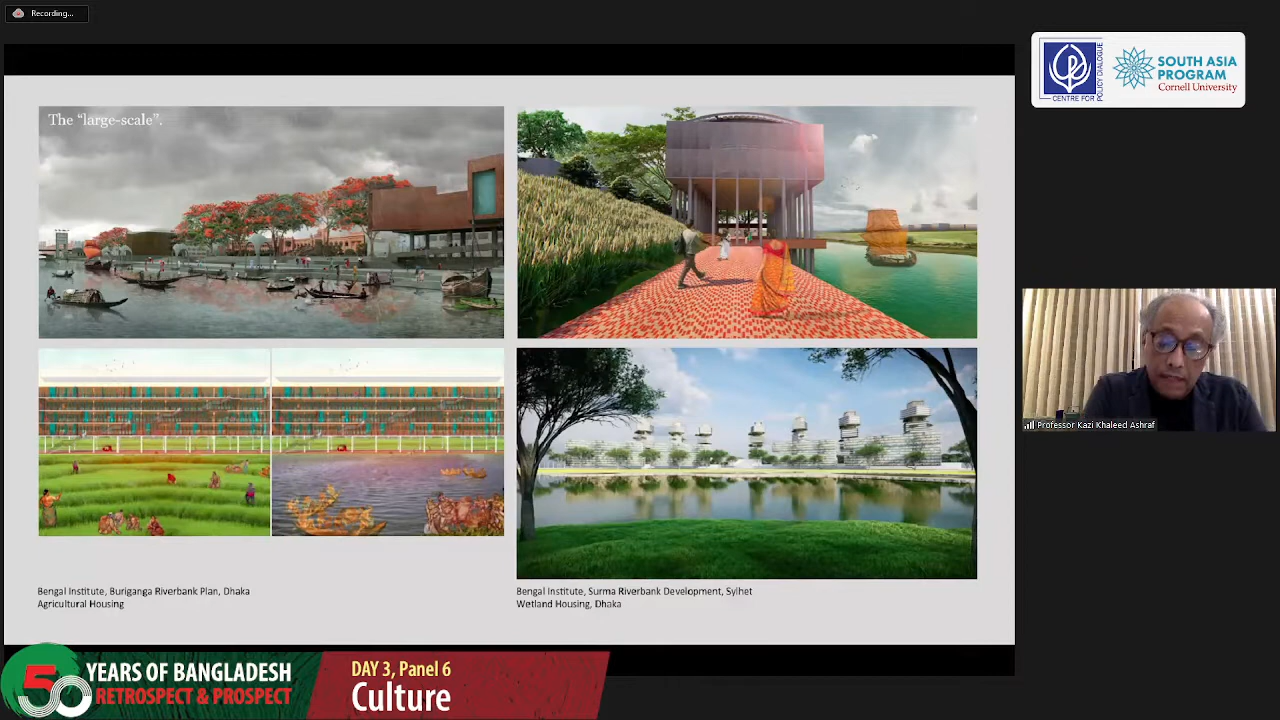 Recording...
CENTRE FOR POLICY DIALOGUE
SOUTH ASIA
PROGRAM
Cornell University
The “large-scale”.
Professor Kazi Khaleed Ashraf
Bengal Institute, Buriganga Riverbank Plan, Dhaka
Agricultural Housing
Bengal Institute, Surma Riverbank Development, Sylhet
Wetland Housing, Dhaka
50
YEARS OF BANGLADESH
RETROSPECT & PROSPECT
DAY 3, Panel 6
Culture